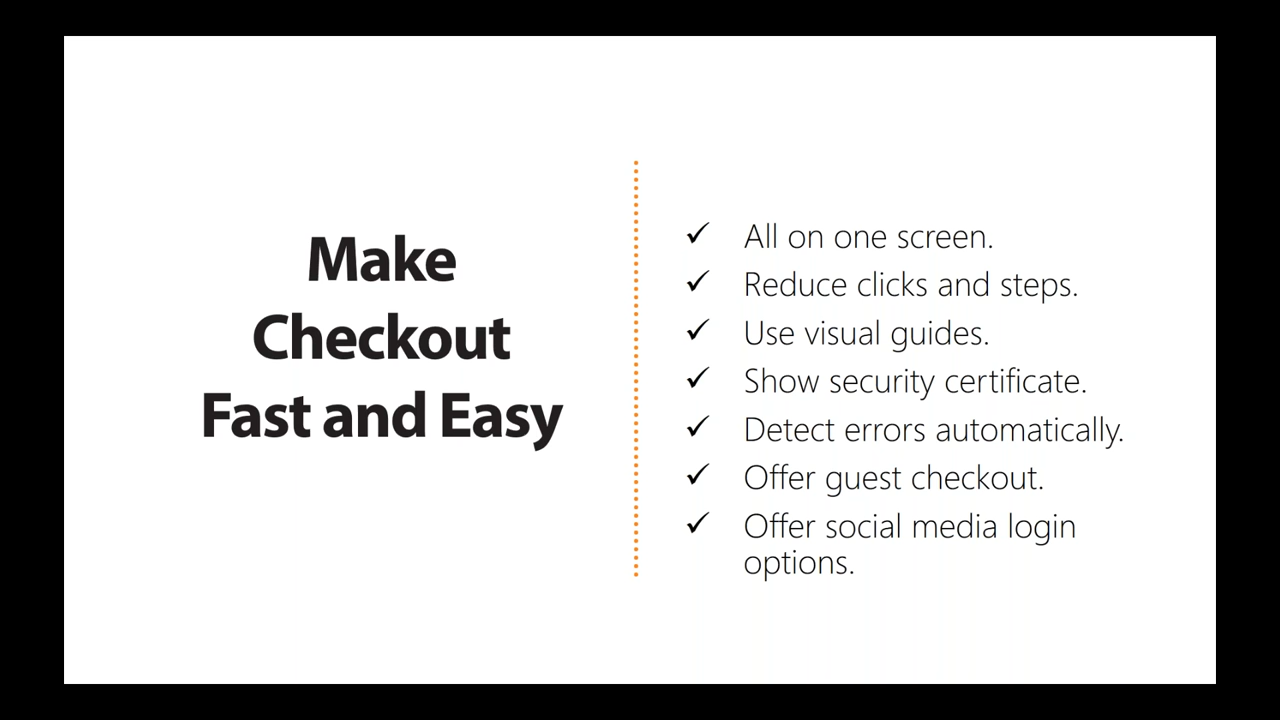 Make
Checkout
Fast and Easy
✓ All on one screen.
✓ Reduce clicks and steps.
✓ Use visual guides.
✓ Show security certificate.
✓ Detect errors automatically.
✓ Offer guest checkout.
✓ Offer social media login
options.